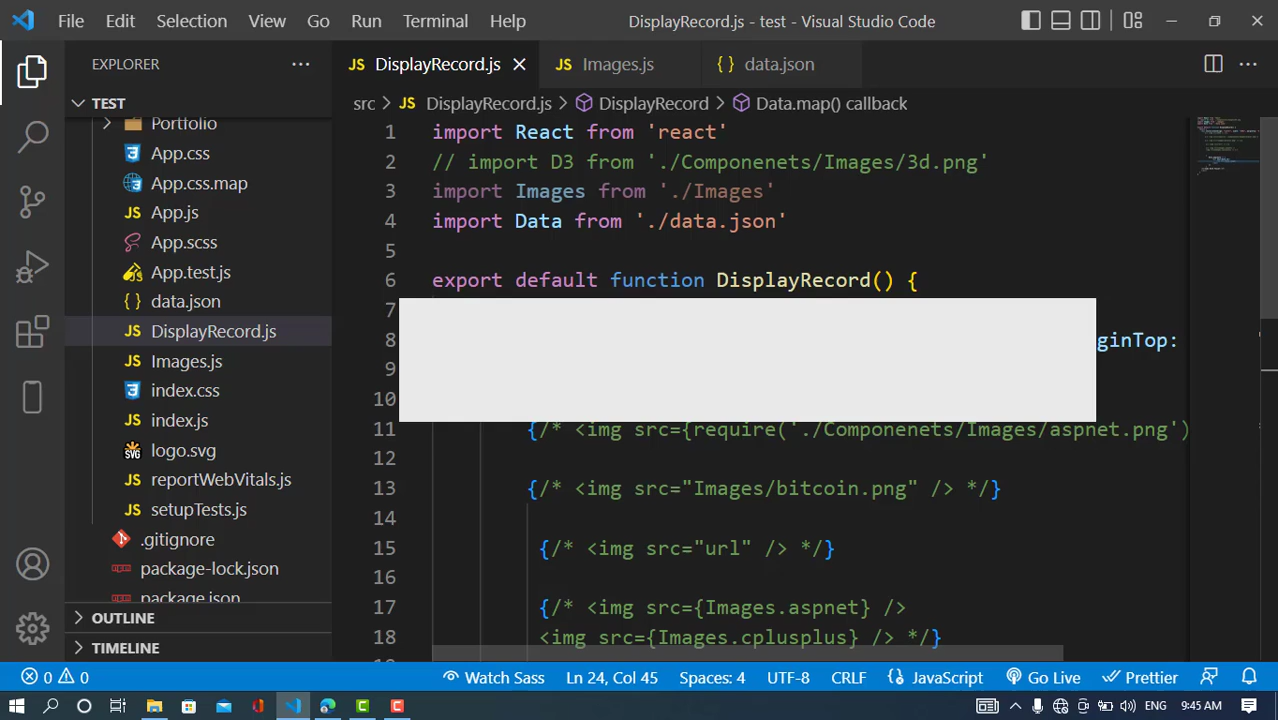 File Edit Selection View Go Run Terminal Help DisplayRecord.js - test - Visual Studio Code
EXPLORER
TEST
Portfolio
App.css
App.css.map
App.js
App.scss
App.test.js
data.json
DisplayRecord.js
Images.js
index.css
index.js
logo.svg
reportWebVitals.js
setupTests.js
.gitignore
package-lock.json
package.json
OUTLINE
TIMELINE
JS DisplayRecord.js JS Images.js {} data.json
src > JS DisplayRecord.js > DisplayRecord > Data.map() callback
1 import React from 'react'
2 // import D3 from './Componenets/Images/3d.png'
3 import Images from './Images'
4 import Data from './data.json'
5
6 export default function DisplayRecord() {
7
8 ginTop:
9
10
11 {/* <img src={require('./Componenets/Images/aspnet.png')
12
13 {/* <img src="Images/bitcoin.png" /> */}
14
15 {/* <img src="url" /> */}
16
17 {/* <img src={Images.aspnet} />
18 <img src={Images.cplusplus} /> */}
0 0 Watch Sass Ln 24, Col 45 Spaces: 4 UTF-8 CRLF JavaScript Go Live Prettier
ENG 9:45 AM